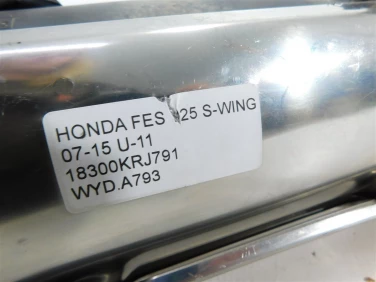 HONDA FES 125 S-WING
07-15 U-11
18300KRJ791
WYD.A793